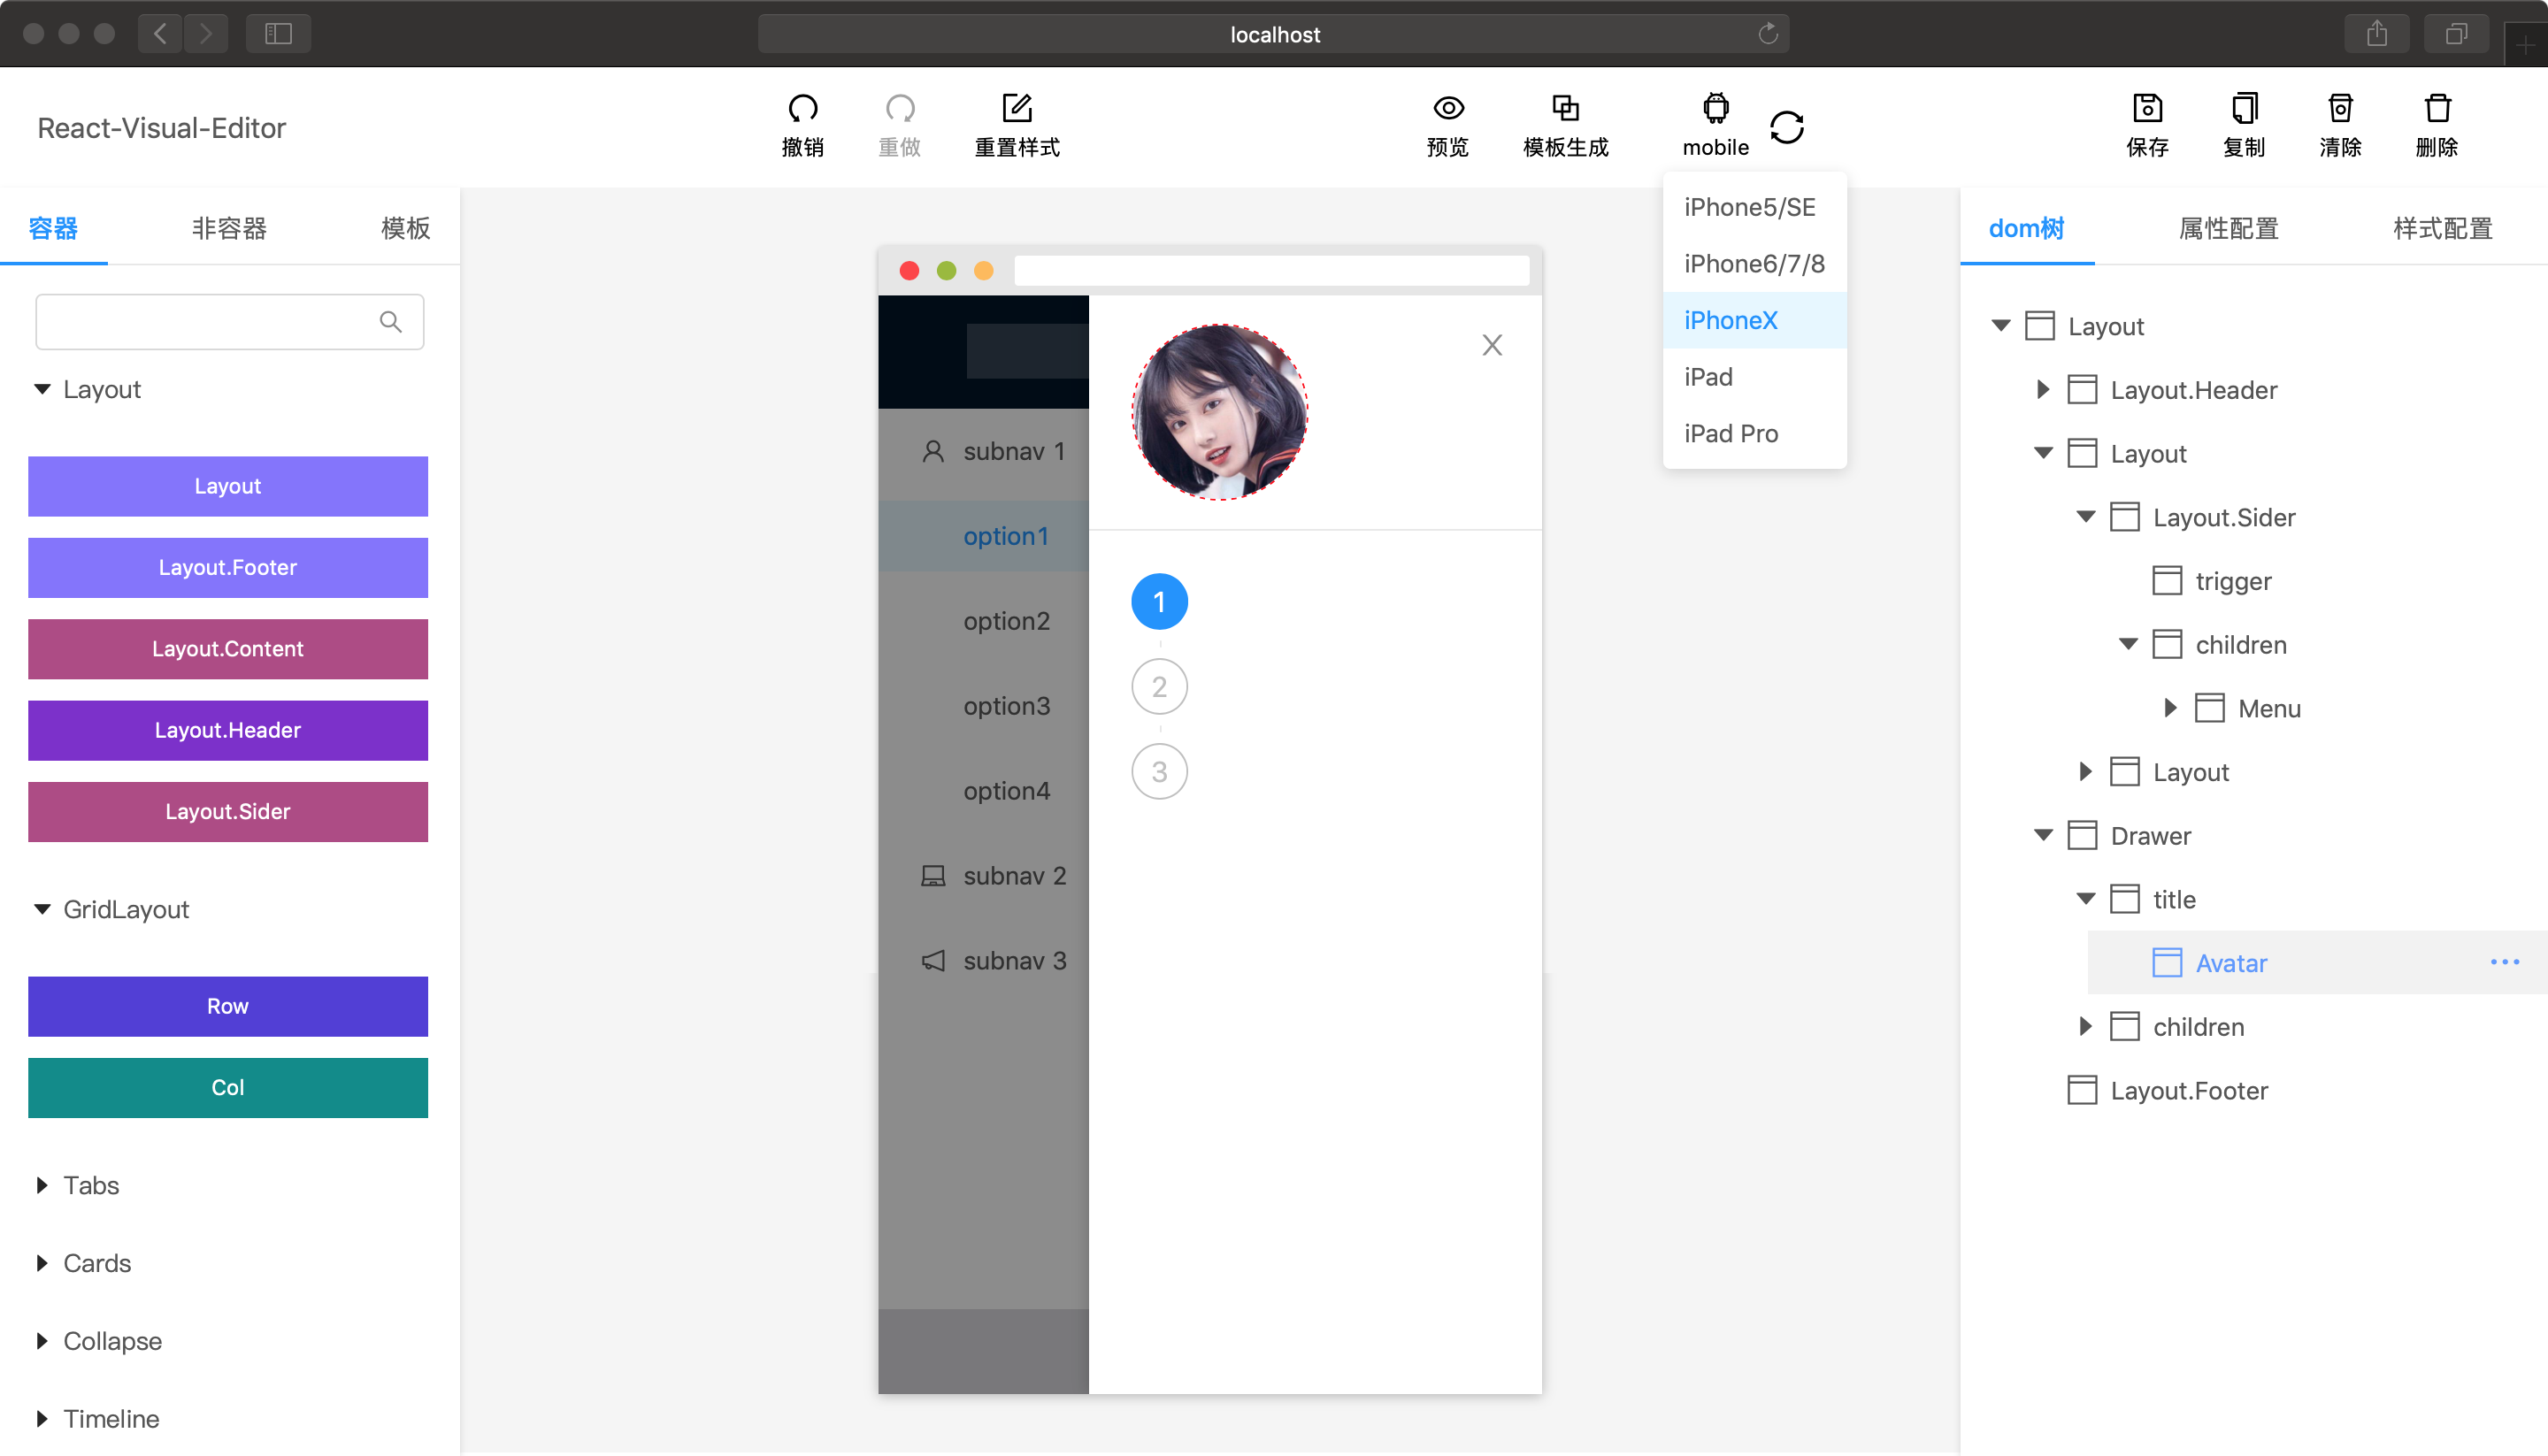 localhost
React-Visual-Editor
撤销
重做
重置样式
预览
模板生成
mobile
保存
复制
清除
删除
容器
非容器
模板
Layout
Layout
Layout.Footer
Layout.Content
Layout.Header
Layout.Sider
GridLayout
Row
Col
Tabs
Cards
Collapse
Timeline
subnav 1
option1
option2
option3
option4
subnav 2
subnav 3
1
2
3
iPhone5/SE
iPhone6/7/8
iPhoneX
iPad
iPad Pro
dom树
属性配置
样式配置
Layout
Layout.Header
Layout
Layout.Sider
trigger
children
Menu
Layout
Drawer
title
Avatar
children
Layout.Footer